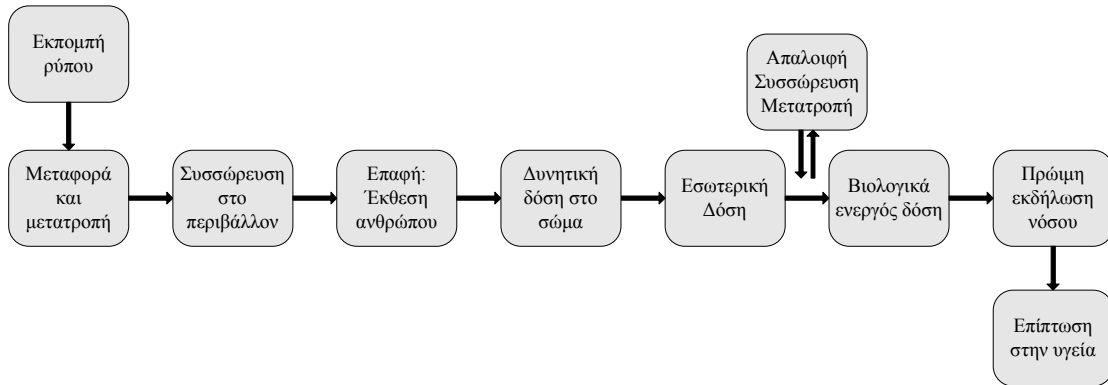 Εκπομπή
ρύπου
Απαλοιφή
Συσσώρευση
Μετατροπή
Μεταφορά
και
μετατροπή
Συσσώρευση
στο
περιβάλλον
Επαφή:
Έκθεση
ανθρώπου
Δυνητική
δόση στο
σώμα
Εσωτερική
Δόση
Βιολογικά
ενεργός δόση
Πρώιμη
εκδήλωση
νόσου
Επίπτωση
στην υγεία